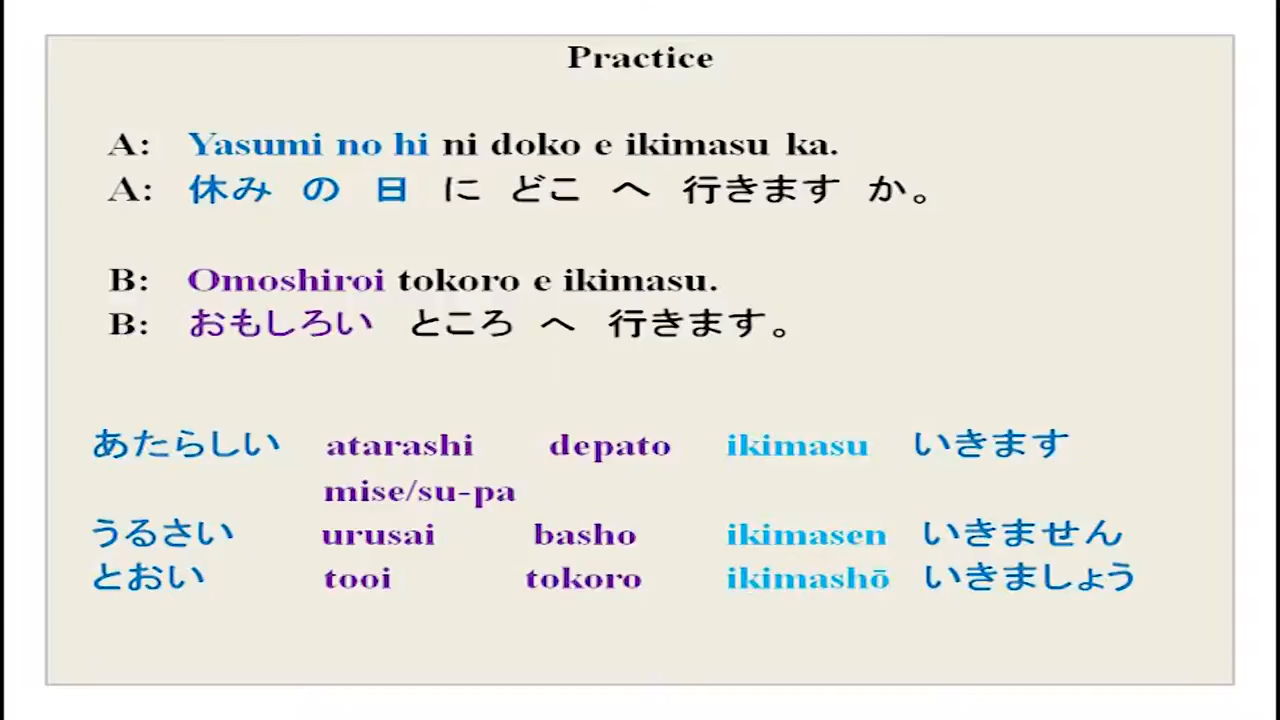 Practice
A: Yasumi no hi ni doko e ikimasu ka.
A: 休み の 日 に どこ へ 行きます か。
B: Omoshiroi tokoro e ikimasu.
B: おもしろい ところ へ 行きます。
あたらしい atarashi depato ikimasu いきます
mise/su-pa
うるさい urusai basho ikimasen いきません
とおい tooi tokoro ikimashō いきましょう